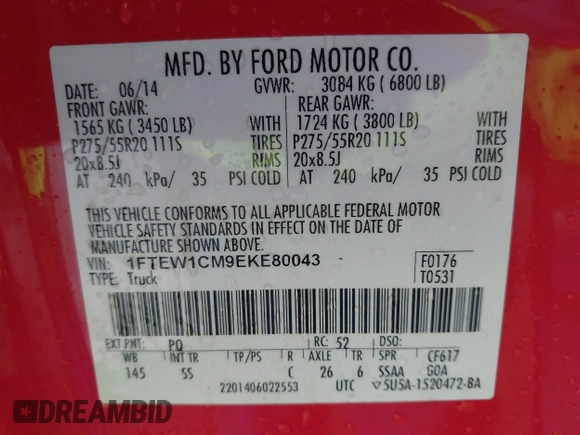 MFD. BY FORD MOTOR CO.
DATE: 06/14 GVWR: 3084 KG ( 6800 LB)
FRONT GAWR: REAR GAWR:
1565 KG ( 3450 LB) WITH 1724 KG ( 3800 LB) WITH
P275/55R20 111S TIRES P275/55R20 111S TIRES
20x8.5J RIMS 20x8.5J RIMS
AT 240 kPa/ 35 PSI COLD AT 240 kPa/ 35 PSI COLD
THIS VEHICLE CONFORMS TO ALL APPLICABLE FEDERAL MOTOR
VEHICLE SAFETY STANDARDS IN EFFECT ON THE DATE OF
MANUFACTURE SHOWN ABOVE.
VIN: 1FTEW1CM9EKE80043 F0176
TYPE: Truck T0531
EXT PNT: PQ RC: 52 DSO:
WB INT TR TP/PS R AXLE TR SPR CF617
145 SS C 26 6 SSAA GOA
2201406022553 UTC 5U5A-1520472-BA
DREAMBID